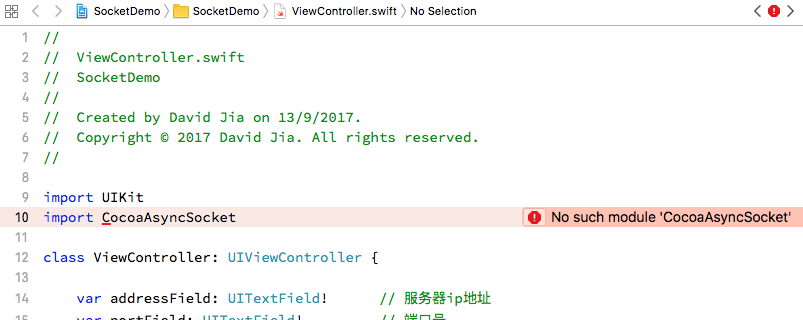 SocketDemo SocketDemo ViewController.swift No Selection
1 //
2 // ViewController.swift
3 // SocketDemo
4 //
5 // Created by David Jia on 13/9/2017.
6 // Copyright © 2017 David Jia. All rights reserved.
7 //
8
9 import UIKit
10 import CocoaAsyncSocket No such module 'CocoaAsyncSocket'
11
12 class ViewController: UIViewController {
13
14 var addressField: UITextField! // 服务器ip地址
15 var portField: UITextField! // 端口号